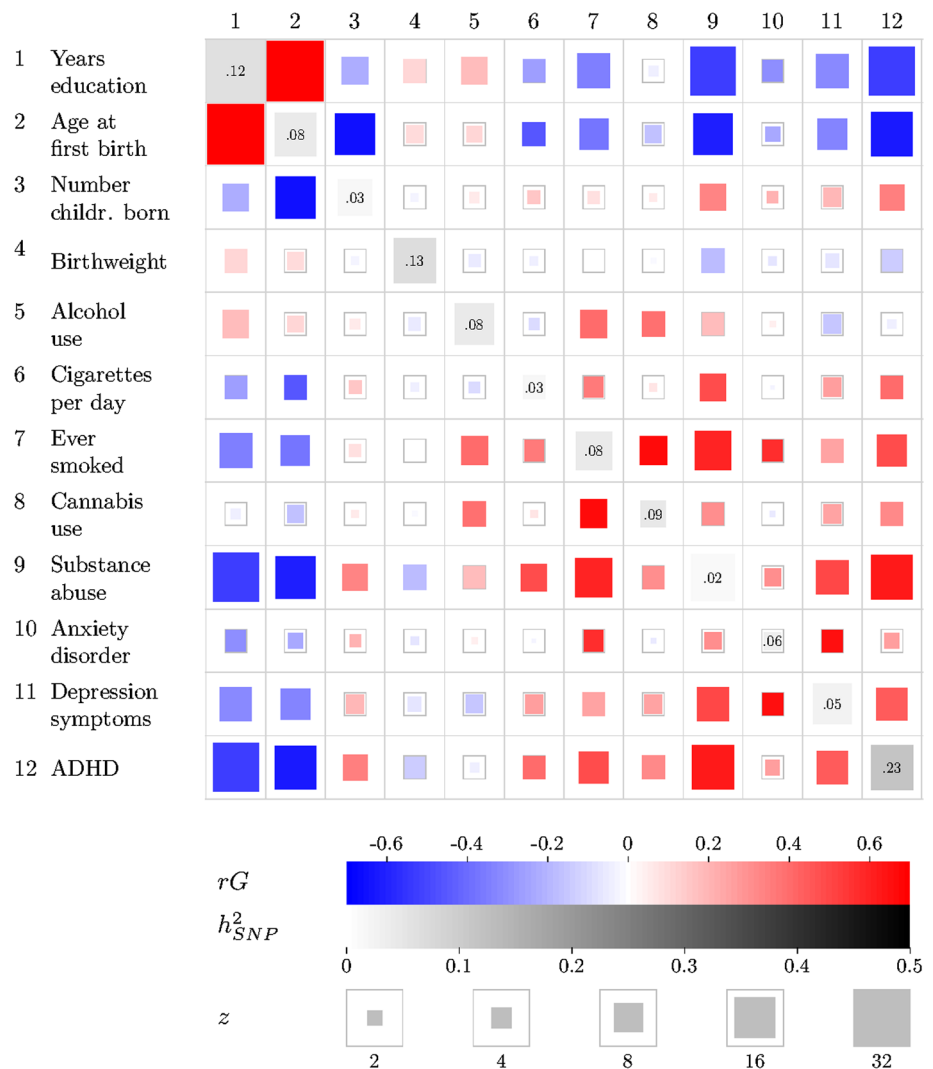 1 2 3 4 5 6 7 8 9 10 11 12
1 Years
education
.12
2 Age at
first birth
.08
3 Number
childr. born
.03
4 Birthweight
.13
5 Alcohol
use
.08
6 Cigarettes
per day
.03
7 Ever
smoked
.08
8 Cannabis
use
.09
9 Substance
abuse
.02
10 Anxiety
disorder
.06
11 Depression
symptoms
.05
12 ADHD
.23
-0.6 -0.4 -0.2 0 0.2 0.4 0.6
rG
h²SNP
0 0.1 0.2 0.3 0.4 0.5
z
2 4 8 16 32